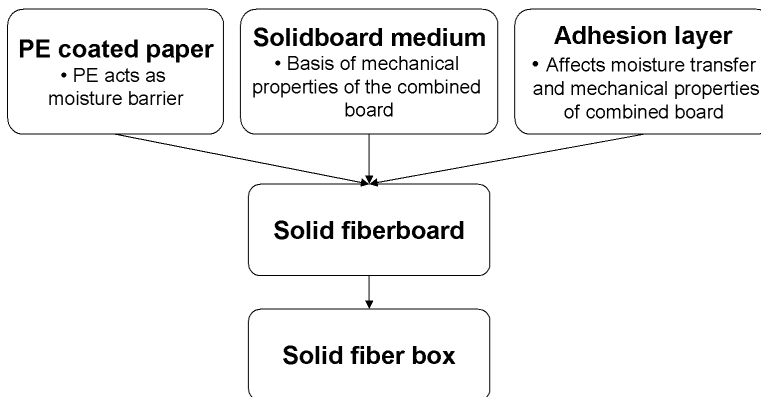 PE coated paper
• PE acts as
moisture barrier
Solidboard medium
• Basis of mechanical
properties of the combined
board
Adhesion layer
• Affects moisture transfer
and mechanical properties
of combined board
Solid fiberboard
Solid fiber box